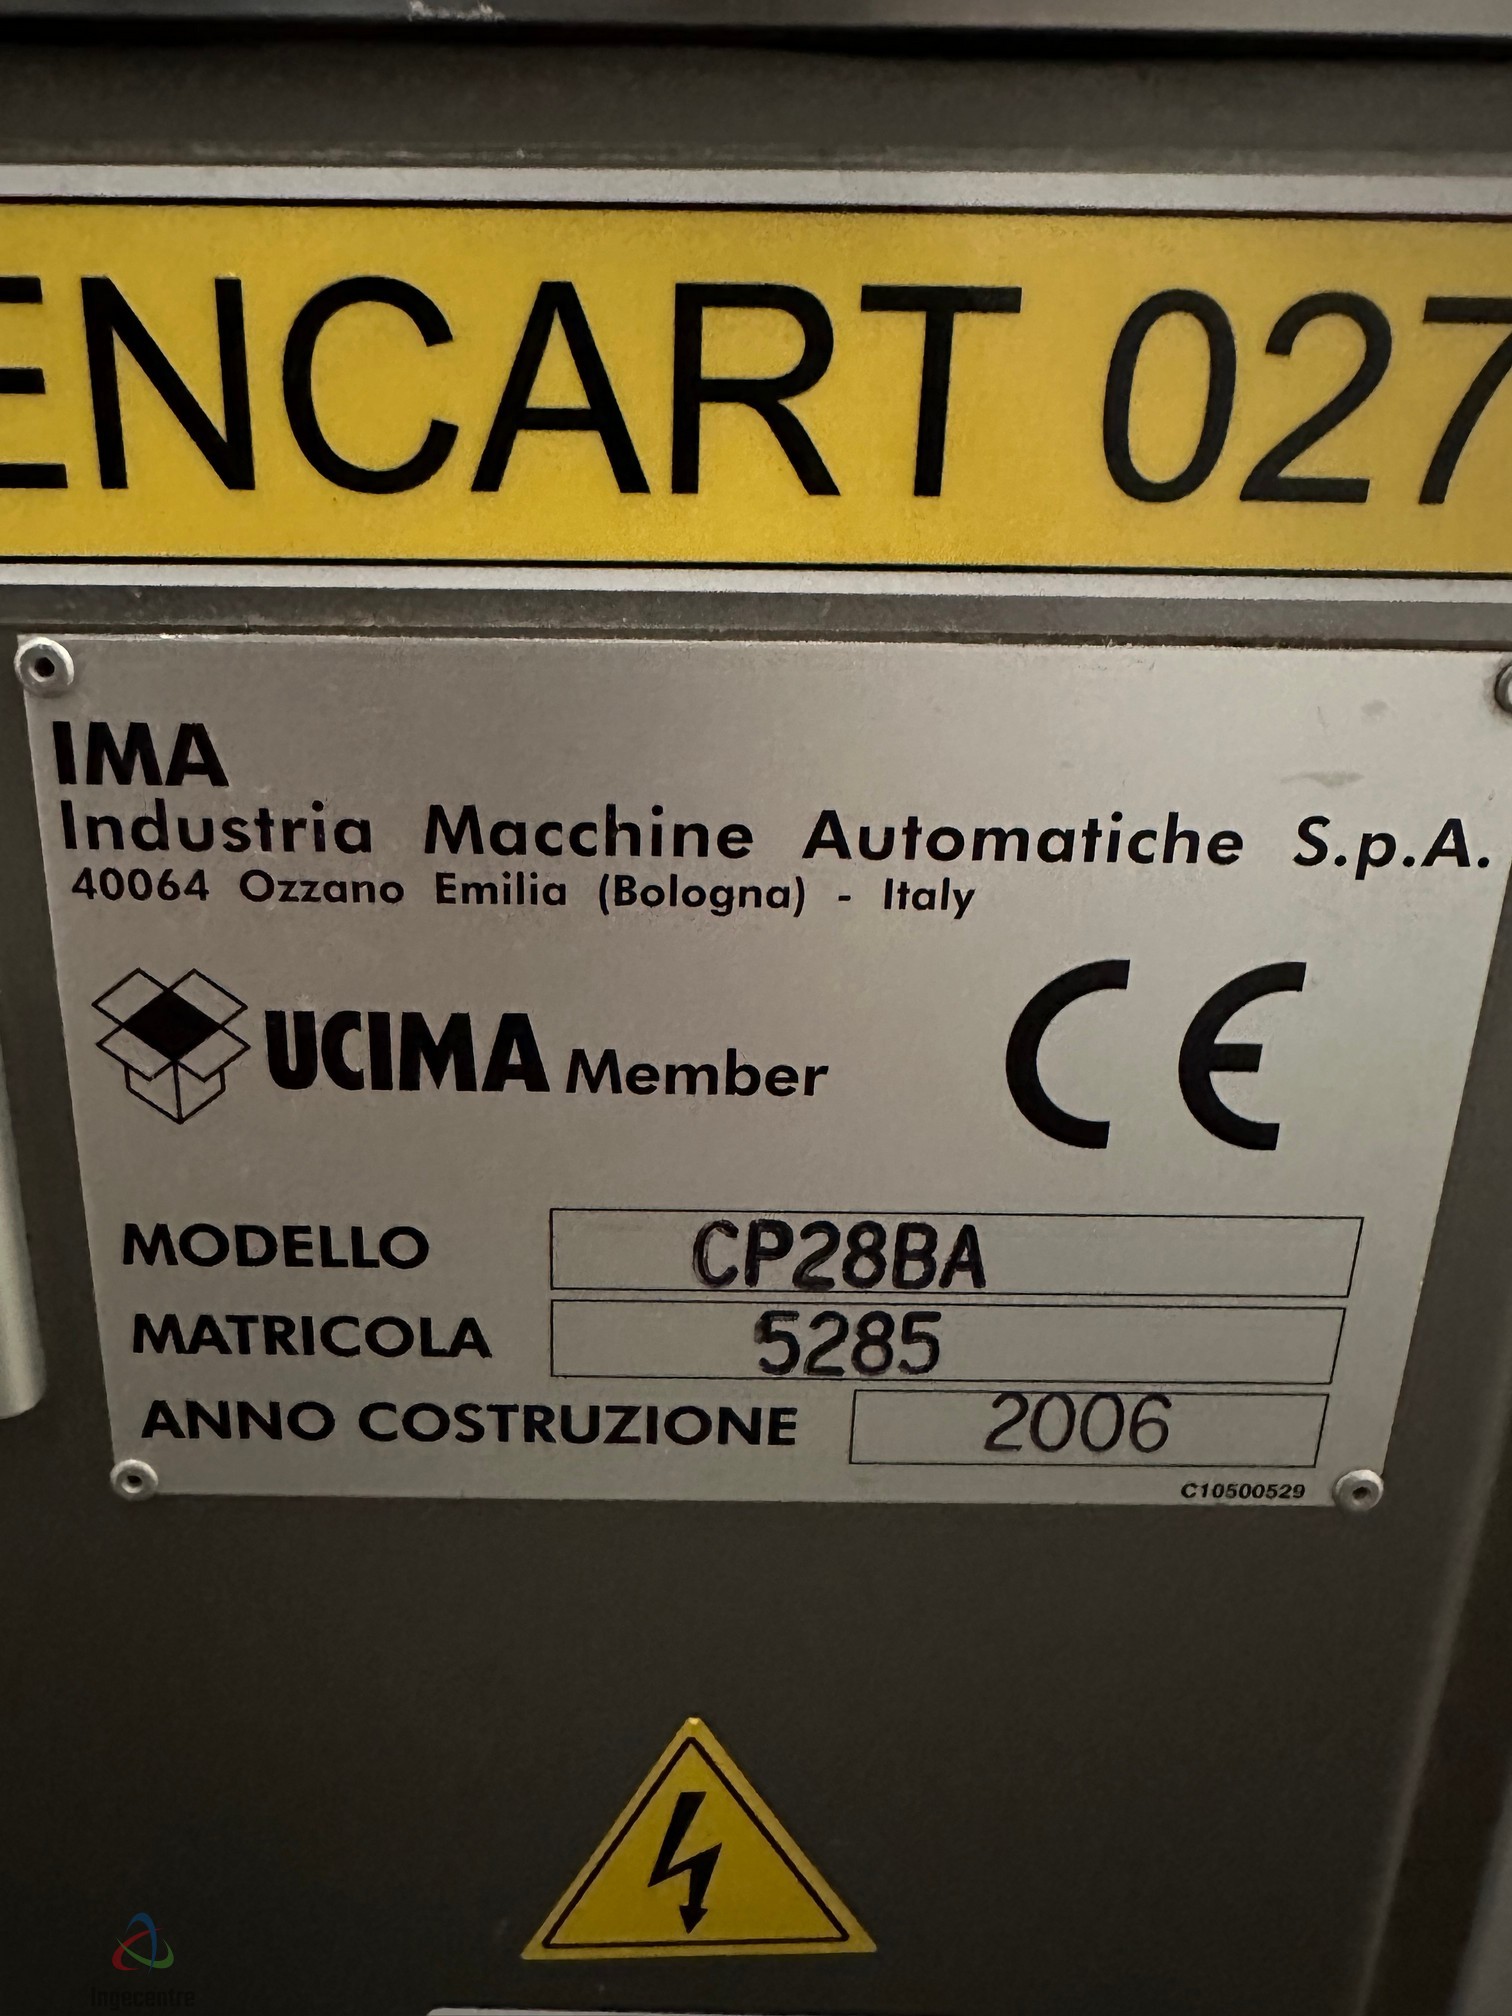 ENCART 027
IMA
Industria Macchine Automatiche S.p.A.
40064 Ozzano Emilia (Bologna) - Italy
UCIMA Member
CE
MODELLO CP28BA
MATRICOLA 5285
ANNO COSTRUZIONE 2006
C10500529
Ingecentre